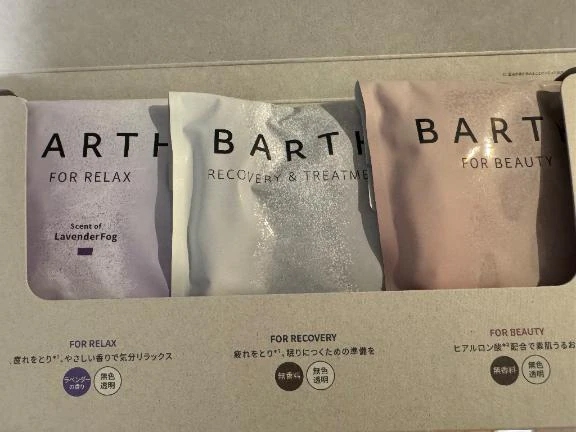 ARTH
FOR RELAX
Scent of
LavenderFog
BARTH
RECOVERY & TREATME
BART
FOR BEAUTY
FOR RELAX
疲れをとり*¹、やさしい香りで気分リラックス
ラベンダー
の香り
無色
透明
FOR RECOVERY
疲れをとり*¹、眠りにつくための準備を
無香料
無色
透明
FOR BEAUTY
ヒアルロン酸*²配合で素肌うるお
無香料
無色
透明